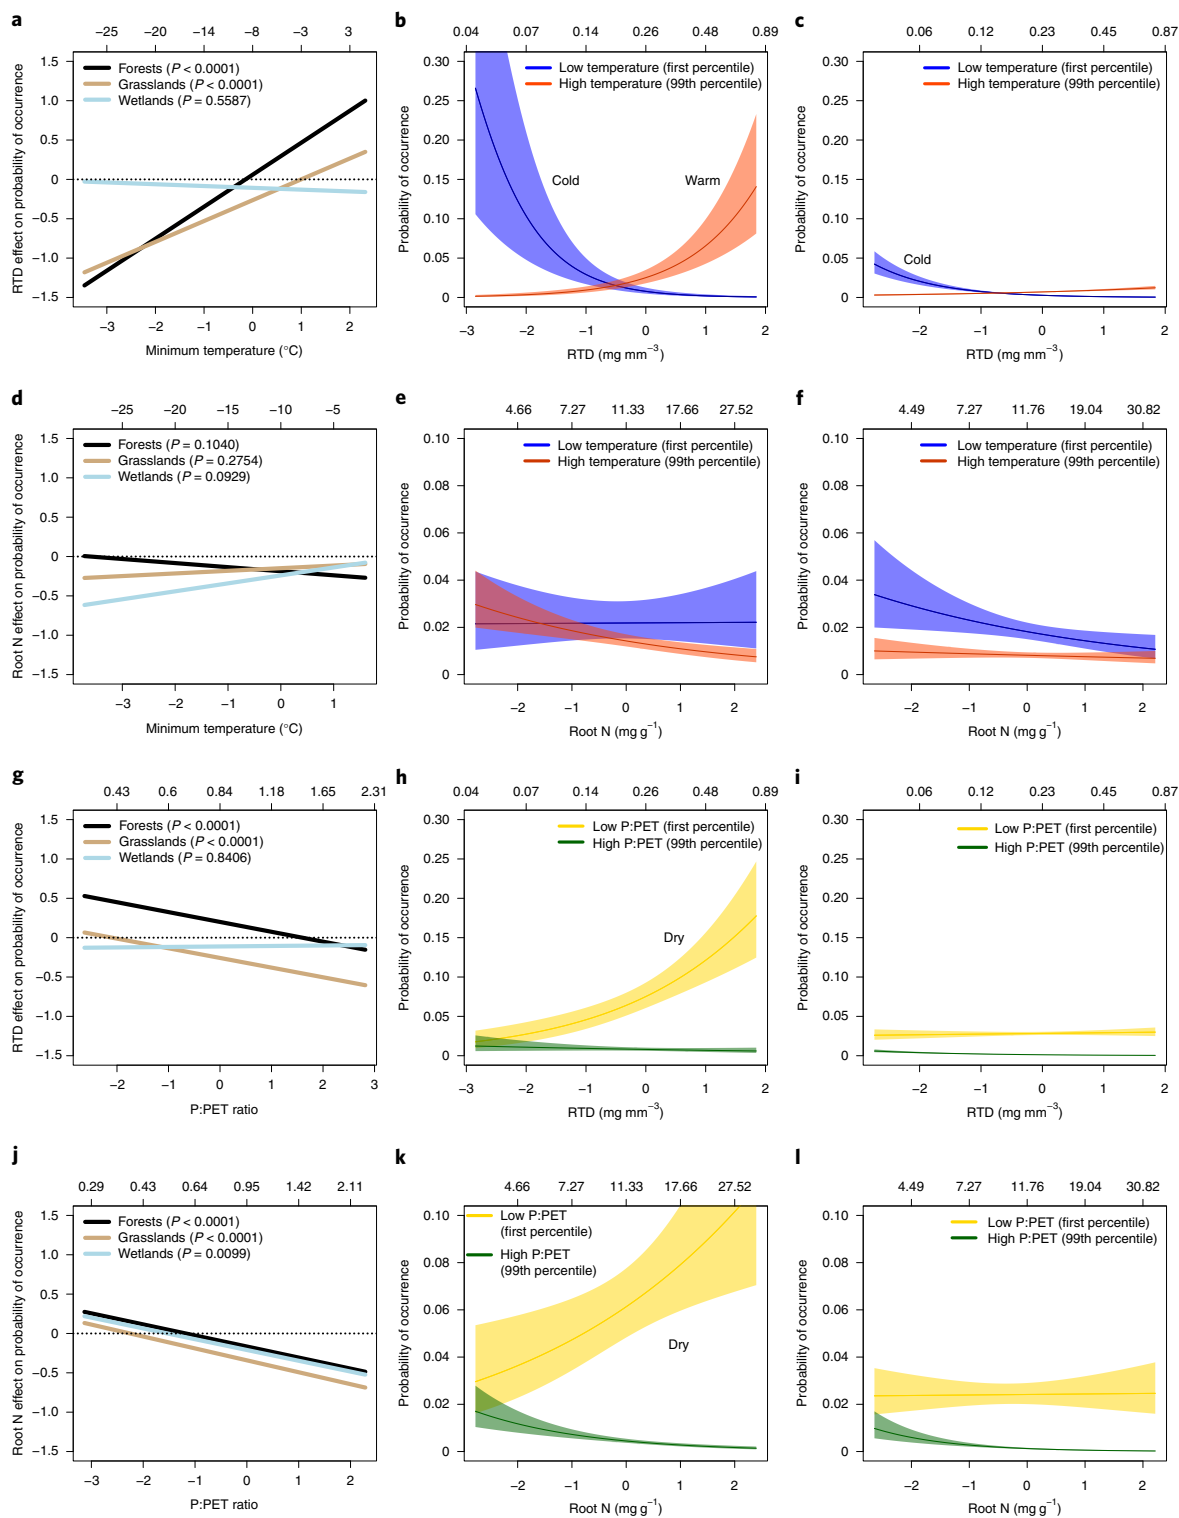 a
−25 −20 −14 −9 −3 3
1.5
1.0
0.5
0
−0.5
−1.0
−1.5
RTD effect on probability of occurrence
Forests (P < 0.0001)
Grasslands (P < 0.0001)
Wetlands (P = 0.5587)
−3 −2 −1 0 1 2
Minimum temperature (°C)
b
0.04 0.07 0.14 0.26 0.48 0.89
0.30
0.25
0.20
0.15
0.10
0.05
0
Probability of occurrence
Low temperature (first percentile)
High temperature (99th percentile)
Cold
Warm
−3 −2 −1 0 1 2
RTD (mg mm−3)
c
0.06 0.12 0.23 0.45 0.87
0.30
0.25
0.20
0.15
0.10
0.05
0
Probability of occurrence
Low temperature (first percentile)
High temperature (99th percentile)
Cold
−2 −1 0 1 2
RTD (mg mm−3)
d
−25 −20 −15 −10 −5
1.5
1.0
0.5
0
−0.5
−1.0
−1.5
Root N effect on probability of occurrence
Forests (P = 0.1040)
Grasslands (P = 0.2754)
Wetlands (P = 0.0929)
−3 −2 −1 0 1
Minimum temperature (°C)
e
4.66 7.27 11.33 17.66 27.52
0.10
0.08
0.06
0.04
0.02
0
Probability of occurrence
Low temperature (first percentile)
High temperature (99th percentile)
−2 −1 0 1 2
Root N (mg g−1)
f
4.49 7.27 11.76 19.04 30.82
0.10
0.08
0.06
0.04
0.02
0
Probability of occurrence
Low temperature (first percentile)
High temperature (99th percentile)
−2 −1 0 1 2
Root N (mg g−1)
g
0.43 0.6 0.84 1.18 1.65 2.31
1.5
1.0
0.5
0
−0.5
−1.0
−1.5
RTD effect on probability of occurrence
Forests (P < 0.0001)
Grasslands (P < 0.0001)
Wetlands (P = 0.8406)
−2 −1 0 1 2 3
P:PET ratio
h
0.04 0.07 0.14 0.26 0.48 0.89
0.30
0.25
0.20
0.15
0.10
0.05
0
Probability of occurrence
Low P:PET (first percentile)
High P:PET (99th percentile)
Dry
−3 −2 −1 0 1 2
RTD (mg mm−3)
i
0.06 0.12 0.23 0.45 0.87
0.30
0.25
0.20
0.15
0.10
0.05
0
Probability of occurrence
Low P:PET (first percentile)
High P:PET (99th percentile)
−2 −1 0 1 2
RTD (mg mm−3)
j
0.29 0.43 0.64 0.95 1.42 2.11
1.5
1.0
0.5
0
−0.5
−1.0
−1.5
Root N effect on probability of occurrence
Forests (P < 0.0001)
Grasslands (P < 0.0001)
Wetlands (P = 0.0099)
−3 −2 −1 0 1 2
P:PET ratio
k
4.66 7.27 11.33 17.66 27.52
0.10
0.08
0.06
0.04
0.02
0
Probability of occurrence
Low P:PET
(first percentile)
High P:PET
(99th percentile)
Dry
−2 −1 0 1 2
Root N (mg g−1)
l
4.49 7.27 11.76 19.04 30.82
0.10
0.08
0.06
0.04
0.02
0
Probability of occurrence
Low P:PET (first percentile)
High P:PET (99th percentile)
−2 −1 0 1 2
Root N (mg g−1)